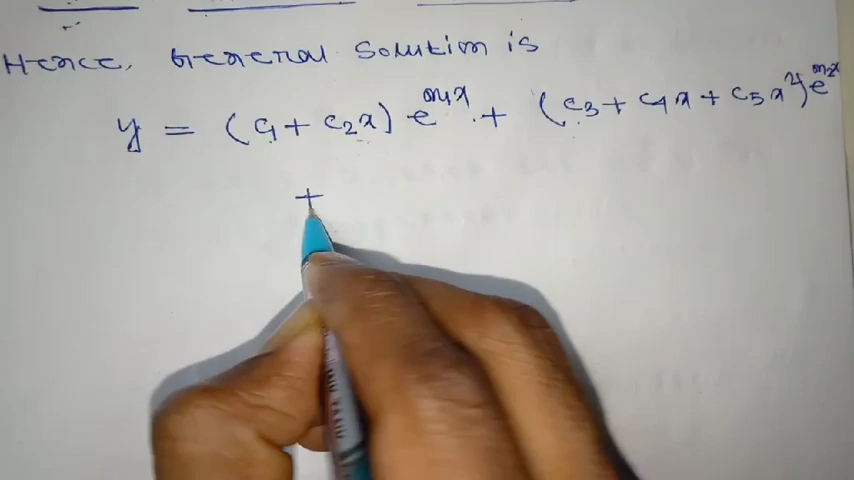 Hence, General Solution is
y = (c₁ + c₂x) e^m₁x + (c₃ + c₄x + c₅x²) e^m₂x
+